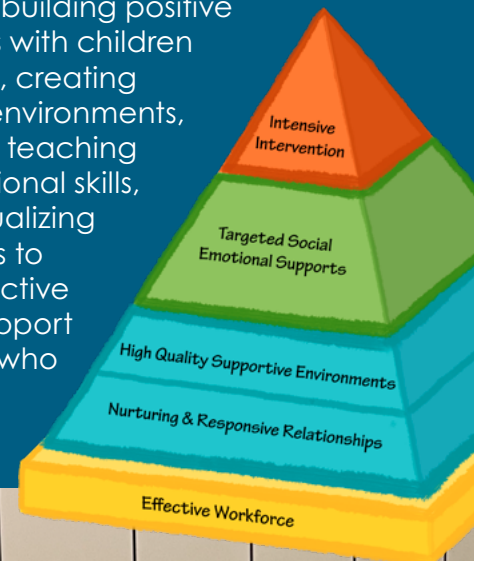 building positive
with children
, creating
environments,
teaching
ional skills,
ualizing
s to
ctive
pport
who
Intensive
Intervention
Targeted Social
Emotional Supports
High Quality Supportive Environments
Nurturing & Responsive Relationships
Effective Workforce